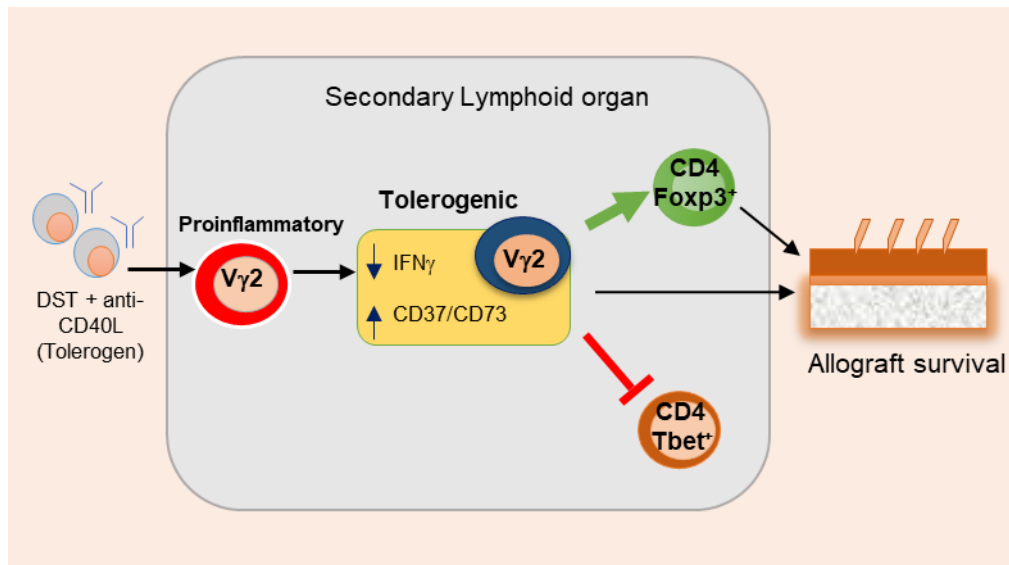 Secondary Lymphoid organ
DST + anti-
CD40L
(Tolerogen)
Proinflammatory
Vγ2
Tolerogenic
IFNγ
CD37/CD73
Vγ2
CD4
Foxp3⁺
CD4
Tbet⁺
Allograft survival